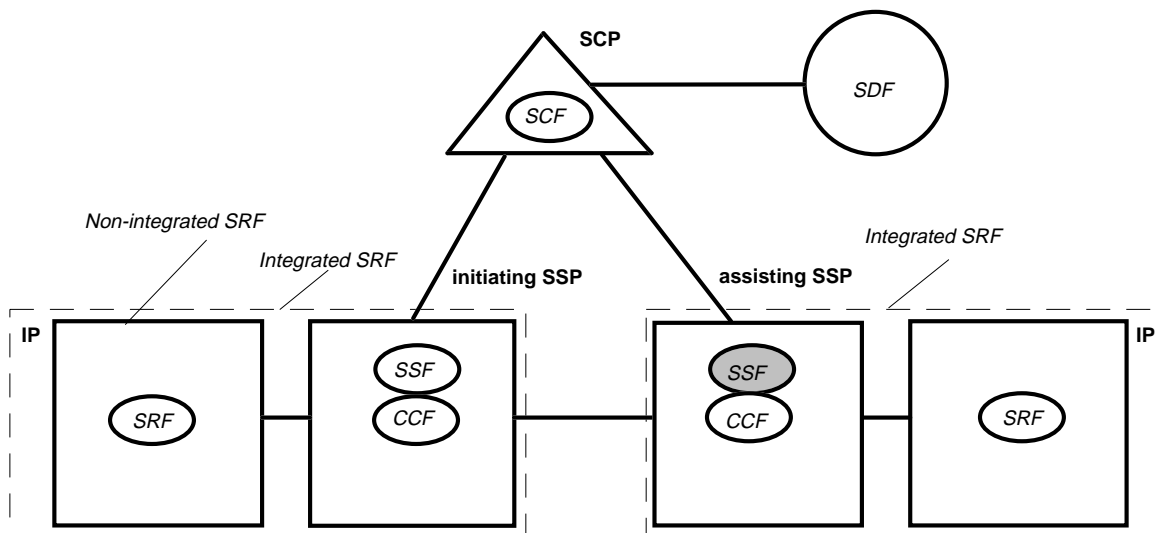 SCP
SDF
SCF
Non-integrated SRF
Integrated SRF
Integrated SRF
initiating SSP
assisting SSP
IP
IP
SSF
SSF
SRF
CCF
CCF
SRF